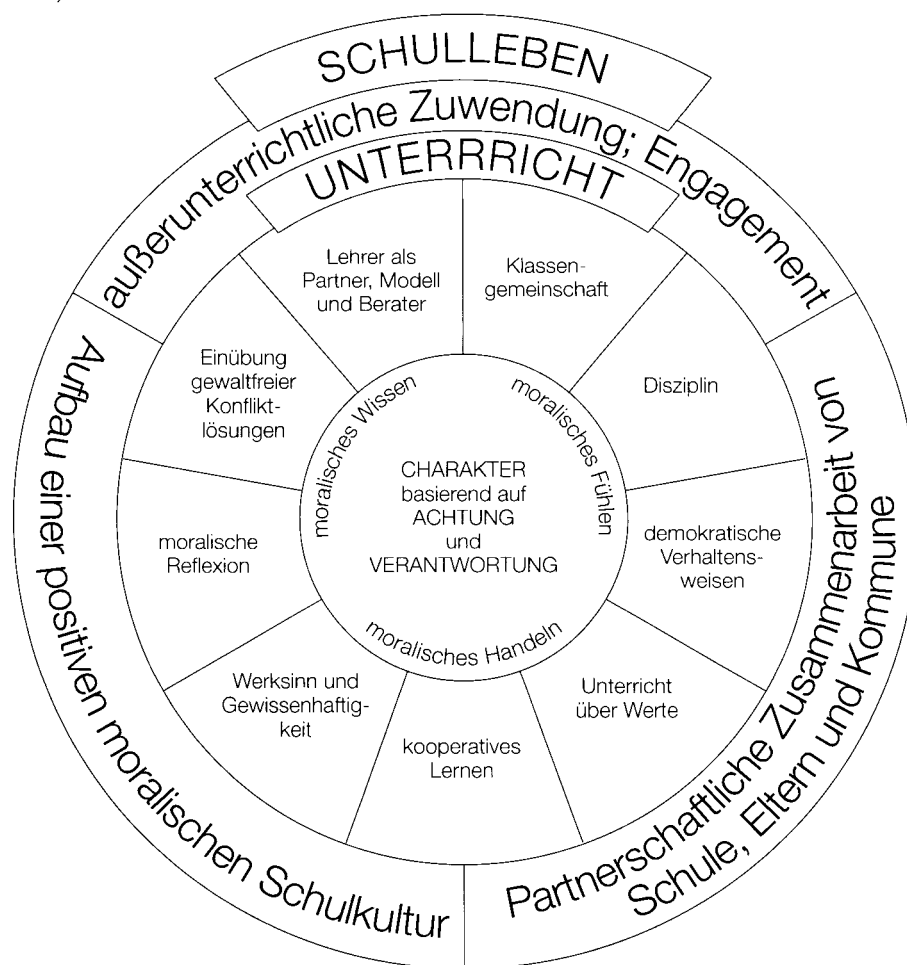 SCHULLEBEN
außerunterrichtliche Zuwendung; Engagement
UNTERRRICHT
Lehrer als
Partner, Modell
und Berater
Klassen-
gemeinschaft
Disziplin
demokratische
Verhaltens-
weisen
Unterricht
über Werte
kooperatives
Lernen
Werksinn und
Gewissenhaftig-
keit
moralische
Reflexion
Einübung
gewaltfreier
Konflikt-
lösungen
moralisches Wissen
moralisches Fühlen
moralisches Handeln
CHARAKTER
basierend auf
ACHTUNG
und
VERANTWORTUNG
Aufbau einer positiven moralischen Schulkultur
Partnerschaftliche Zusammenarbeit von
Schule, Eltern und Kommune